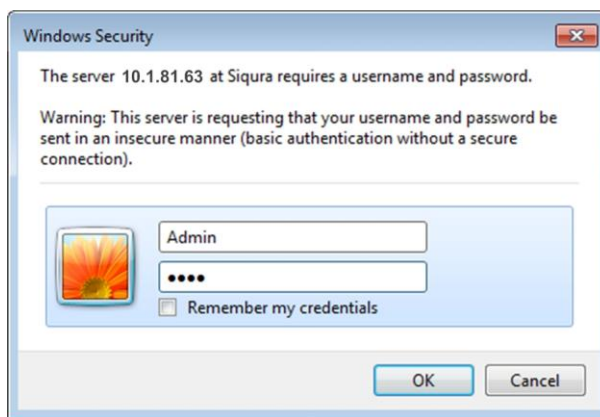 Windows Security
The server 10.1.81.63 at Siqura requires a username and password.
Warning: This server is requesting that your username and password be
sent in an insecure manner (basic authentication without a secure
connection).
Admin
••••
Remember my credentials
OK
Cancel